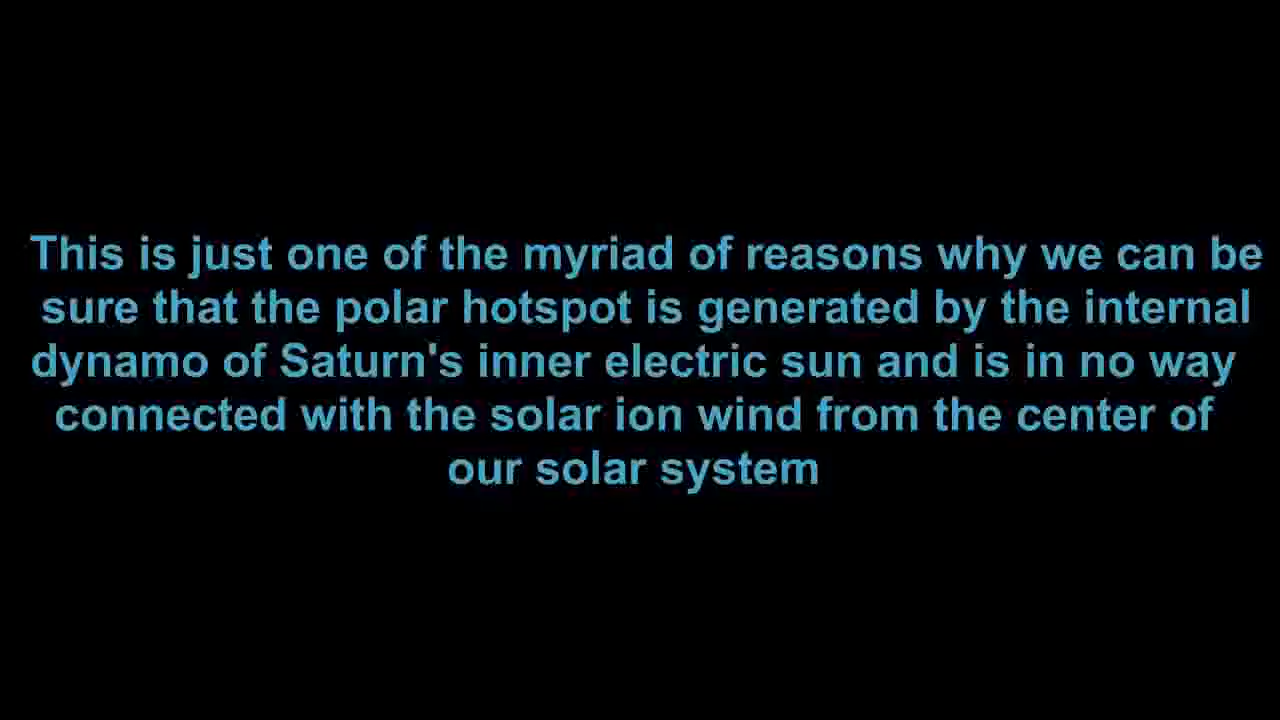 This is just one of the myriad of reasons why we can be
sure that the polar hotspot is generated by the internal
dynamo of Saturn's inner electric sun and is in no way
connected with the solar ion wind from the center of
our solar system